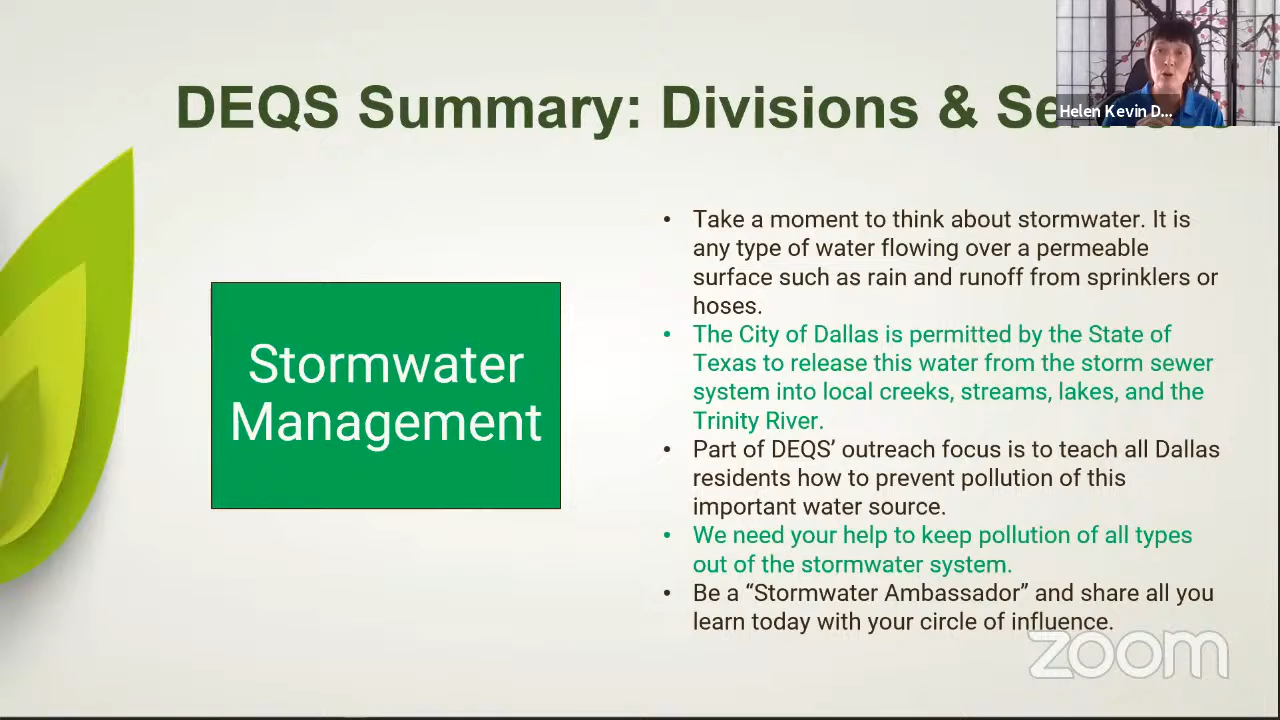 DEQS Summary: Divisions &
Helen Kevin D...
Stormwater
Management
• Take a moment to think about stormwater. It is
any type of water flowing over a permeable
surface such as rain and runoff from sprinklers or
hoses.
• The City of Dallas is permitted by the State of
Texas to release this water from the storm sewer
system into local creeks, streams, lakes, and the
Trinity River.
• Part of DEQS’ outreach focus is to teach all Dallas
residents how to prevent pollution of this
important water source.
• We need your help to keep pollution of all types
out of the stormwater system.
• Be a “Stormwater Ambassador” and share all you
learn today with your circle of influence.
zoom